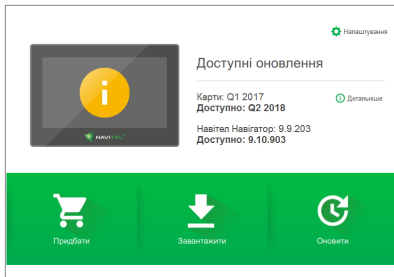 Налаштування
Доступні оновлення
Карти: Q1 2017
Доступно: Q2 2018
Детальніше
Навітел Навігатор: 9.9.203
Доступно: 9.10.903
NAVITEL
Придбати
Завантажити
Оновити